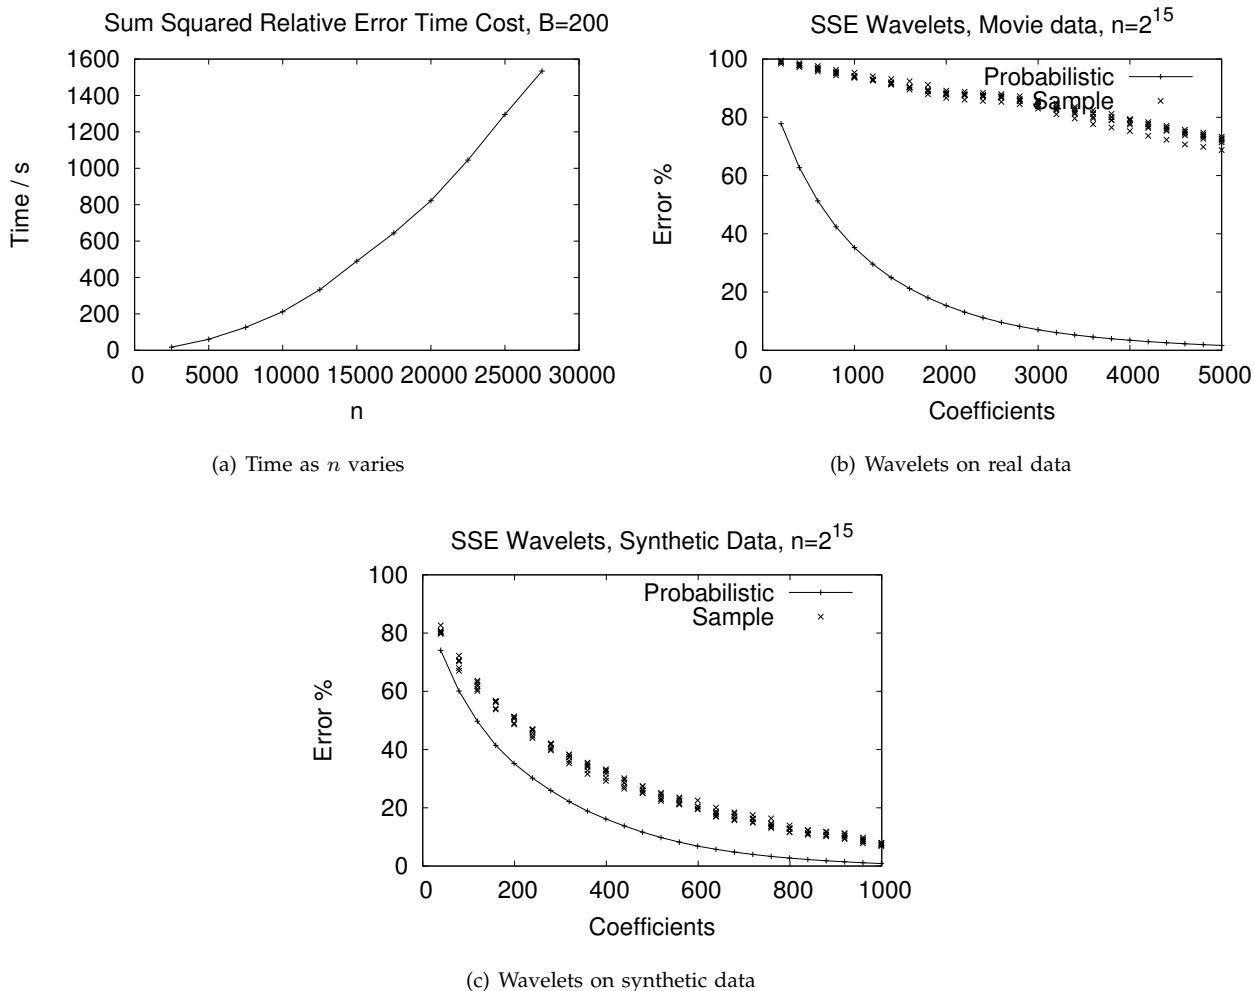 Sum Squared Relative Error Time Cost, B=200
1600
1400
1200
1000
800
600
400
200
0
Time / s
0 5000 10000 15000 20000 25000 30000
n
(a) Time as n varies
SSE Wavelets, Movie data, n=2^15
Probabilistic
Sample
100
80
60
40
20
0
Error %
0 1000 2000 3000 4000 5000
Coefficients
(b) Wavelets on real data
SSE Wavelets, Synthetic Data, n=2^15
Probabilistic
Sample
100
80
60
40
20
0
Error %
0 200 400 600 800 1000
Coefficients
(c) Wavelets on synthetic data